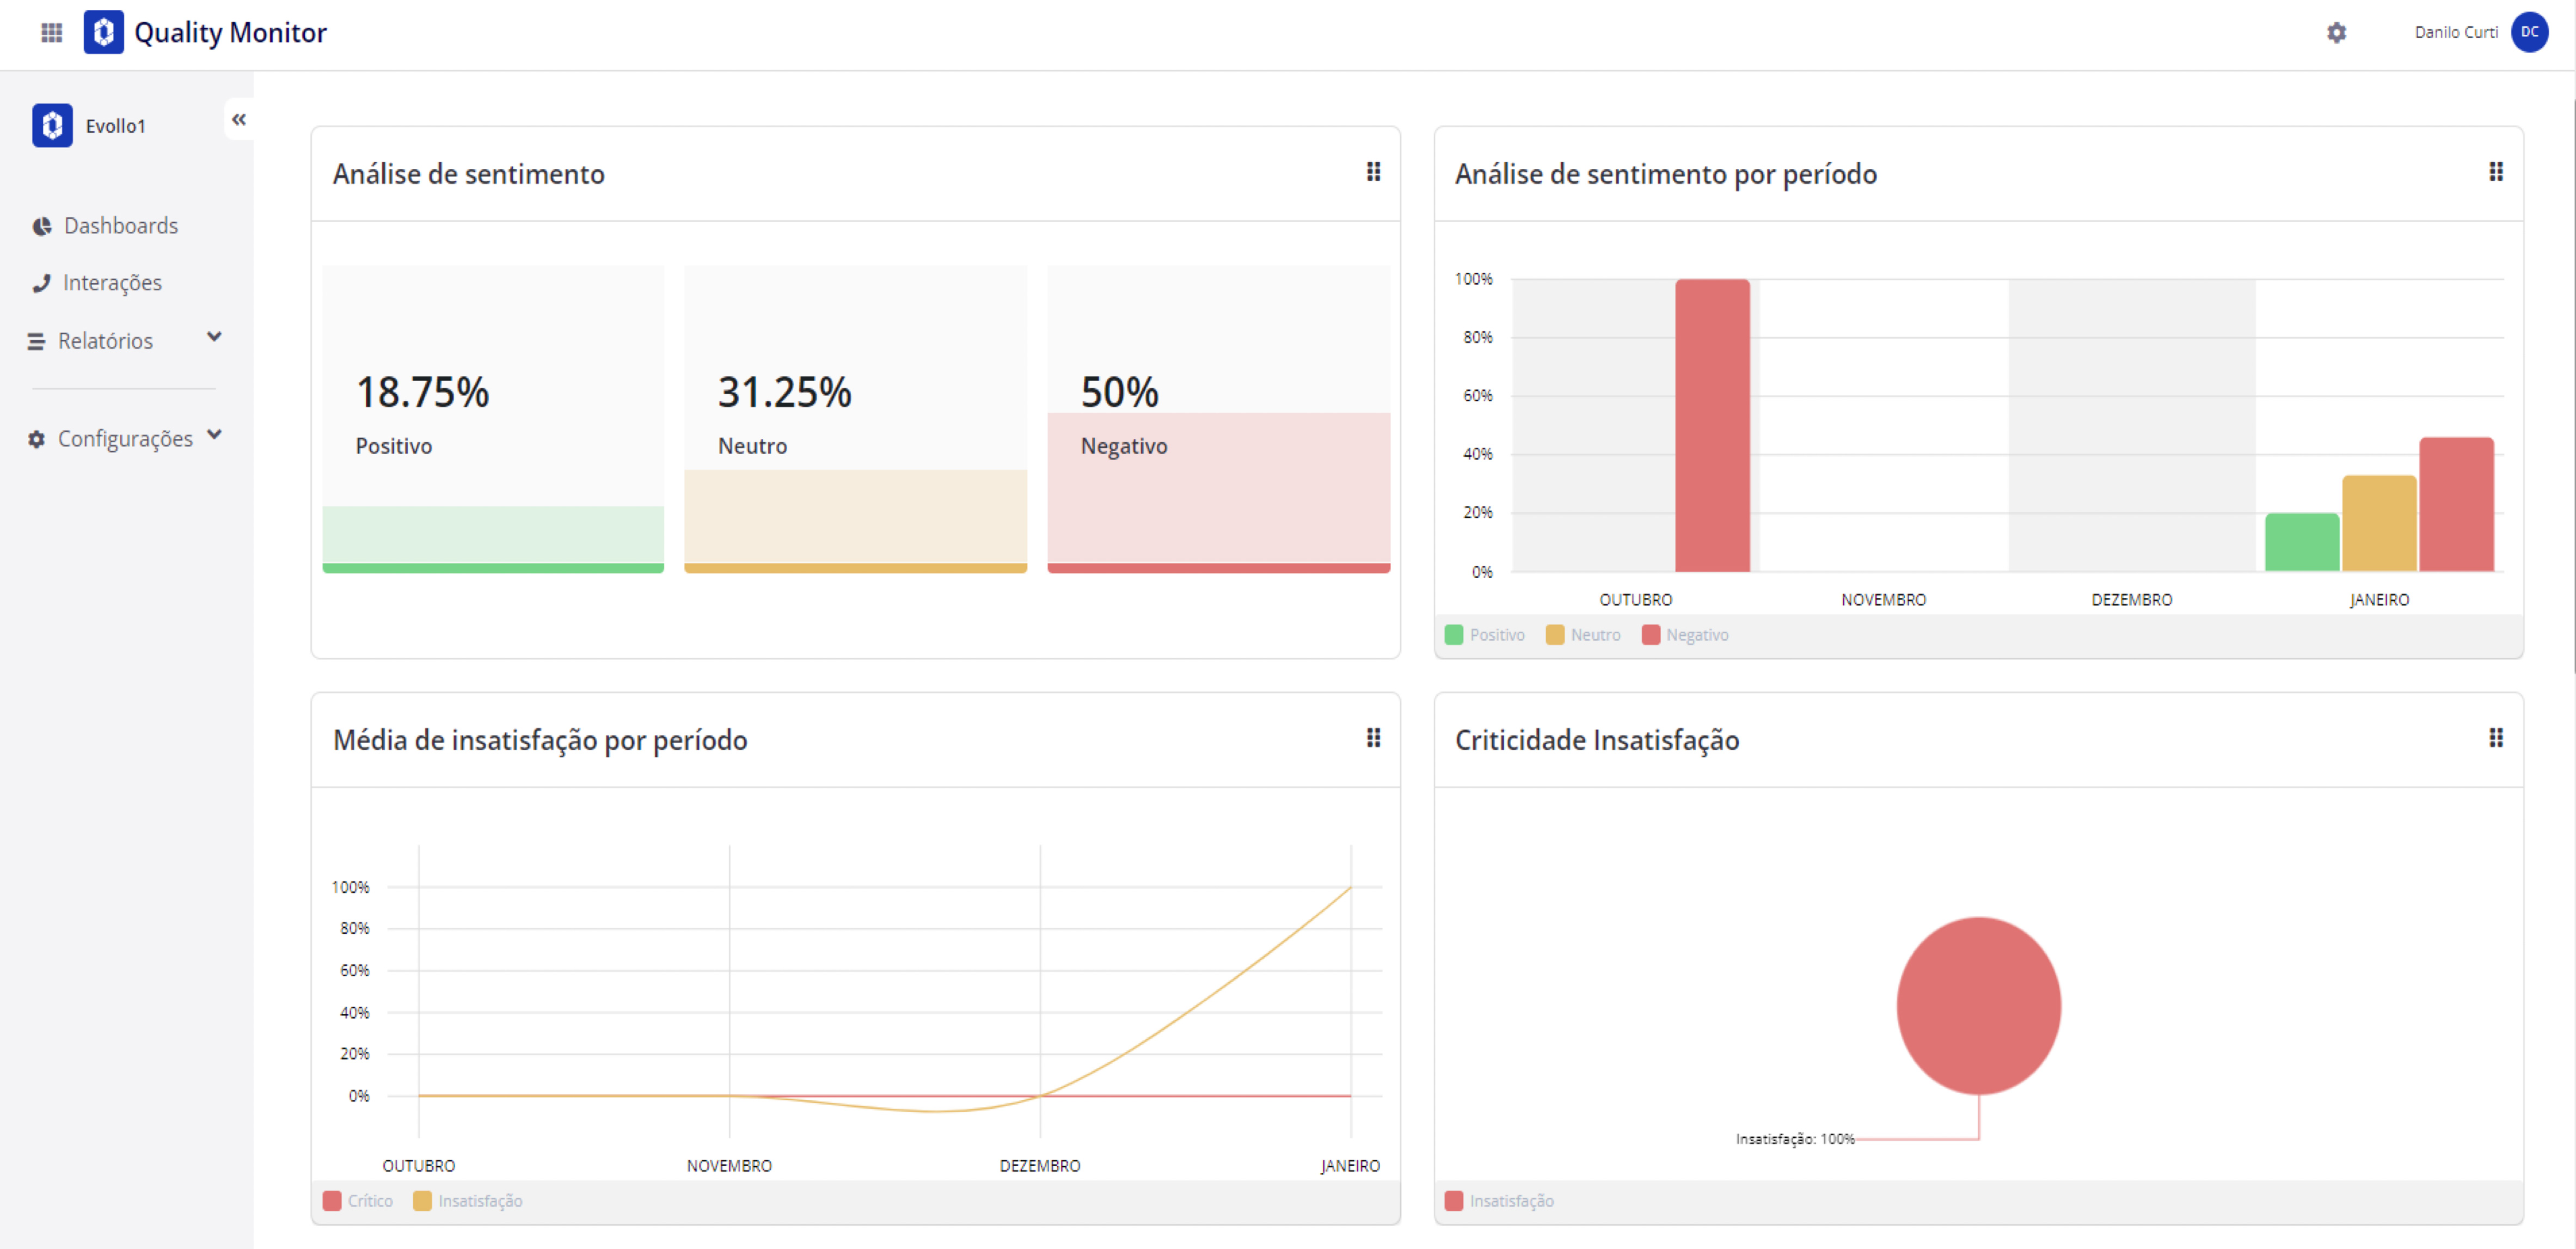 Quality Monitor
Danilo Curti
DC
Evollo1
Dashboards
Interações
Relatórios
Configurações
Análise de sentimento
18.75%
Positivo
31.25%
Neutro
50%
Negativo
Análise de sentimento por período
100%
80%
60%
40%
20%
0%
OUTUBRO NOVEMBRO DEZEMBRO JANEIRO
Positivo Neutro Negativo
Média de insatisfação por período
100%
80%
60%
40%
20%
0%
OUTUBRO NOVEMBRO DEZEMBRO JANEIRO
Crítico Insatisfação
Criticidade Insatisfação
Insatisfação: 100%
Insatisfação